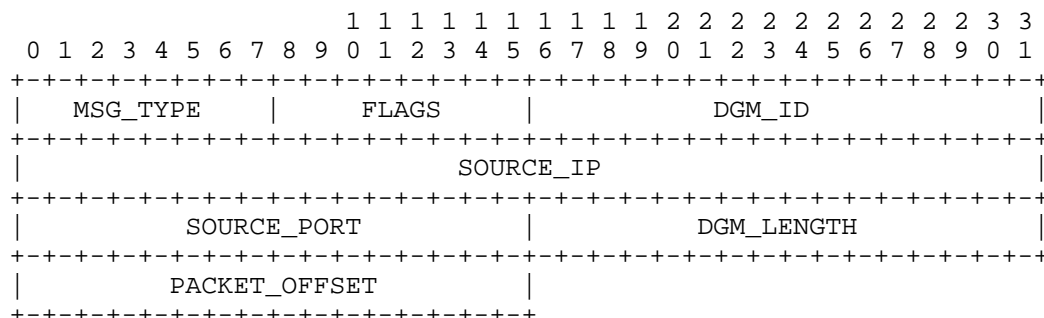 1 1 1 1 1 1 1 1 1 1 2 2 2 2 2 2 2 2 2 2 3 3
0 1 2 3 4 5 6 7 8 9 0 1 2 3 4 5 6 7 8 9 0 1 2 3 4 5 6 7 8 9 0 1
+-+-+-+-+-+-+-+-+-+-+-+-+-+-+-+-+-+-+-+-+-+-+-+-+-+-+-+-+-+-+-+-+
| MSG_TYPE | FLAGS | DGM_ID |
+-+-+-+-+-+-+-+-+-+-+-+-+-+-+-+-+-+-+-+-+-+-+-+-+-+-+-+-+-+-+-+-+
| SOURCE_IP |
+-+-+-+-+-+-+-+-+-+-+-+-+-+-+-+-+-+-+-+-+-+-+-+-+-+-+-+-+-+-+-+-+
| SOURCE_PORT | DGM_LENGTH |
+-+-+-+-+-+-+-+-+-+-+-+-+-+-+-+-+-+-+-+-+-+-+-+-+-+-+-+-+-+-+-+-+
| PACKET_OFFSET |
+-+-+-+-+-+-+-+-+-+-+-+-+-+-+-+-+